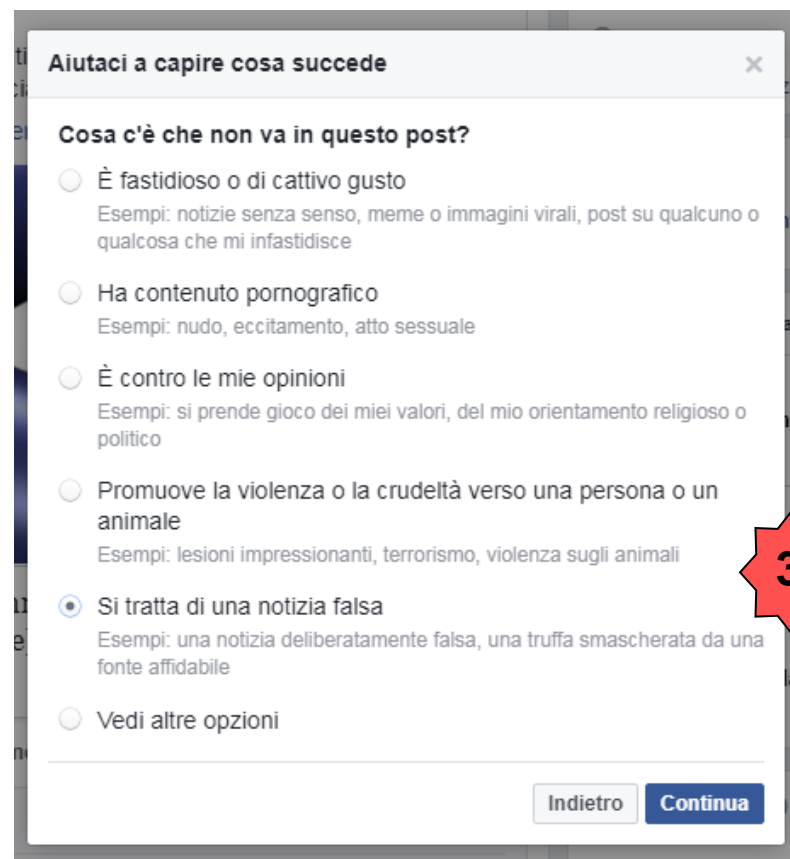 Aiutaci a capire cosa succede
Cosa c'è che non va in questo post?
È fastidioso o di cattivo gusto
Esempi: notizie senza senso, meme o immagini virali, post su qualcuno o
qualcosa che mi infastidisce
Ha contenuto pornografico
Esempi: nudo, eccitamento, atto sessuale
È contro le mie opinioni
Esempi: si prende gioco dei miei valori, del mio orientamento religioso o
politico
Promuove la violenza o la crudeltà verso una persona o un
animale
Esempi: lesioni impressionanti, terrorismo, violenza sugli animali
3
Si tratta di una notizia falsa
Esempi: una notizia deliberatamente falsa, una truffa smascherata da una
fonte affidabile
Vedi altre opzioni
Indietro Continua